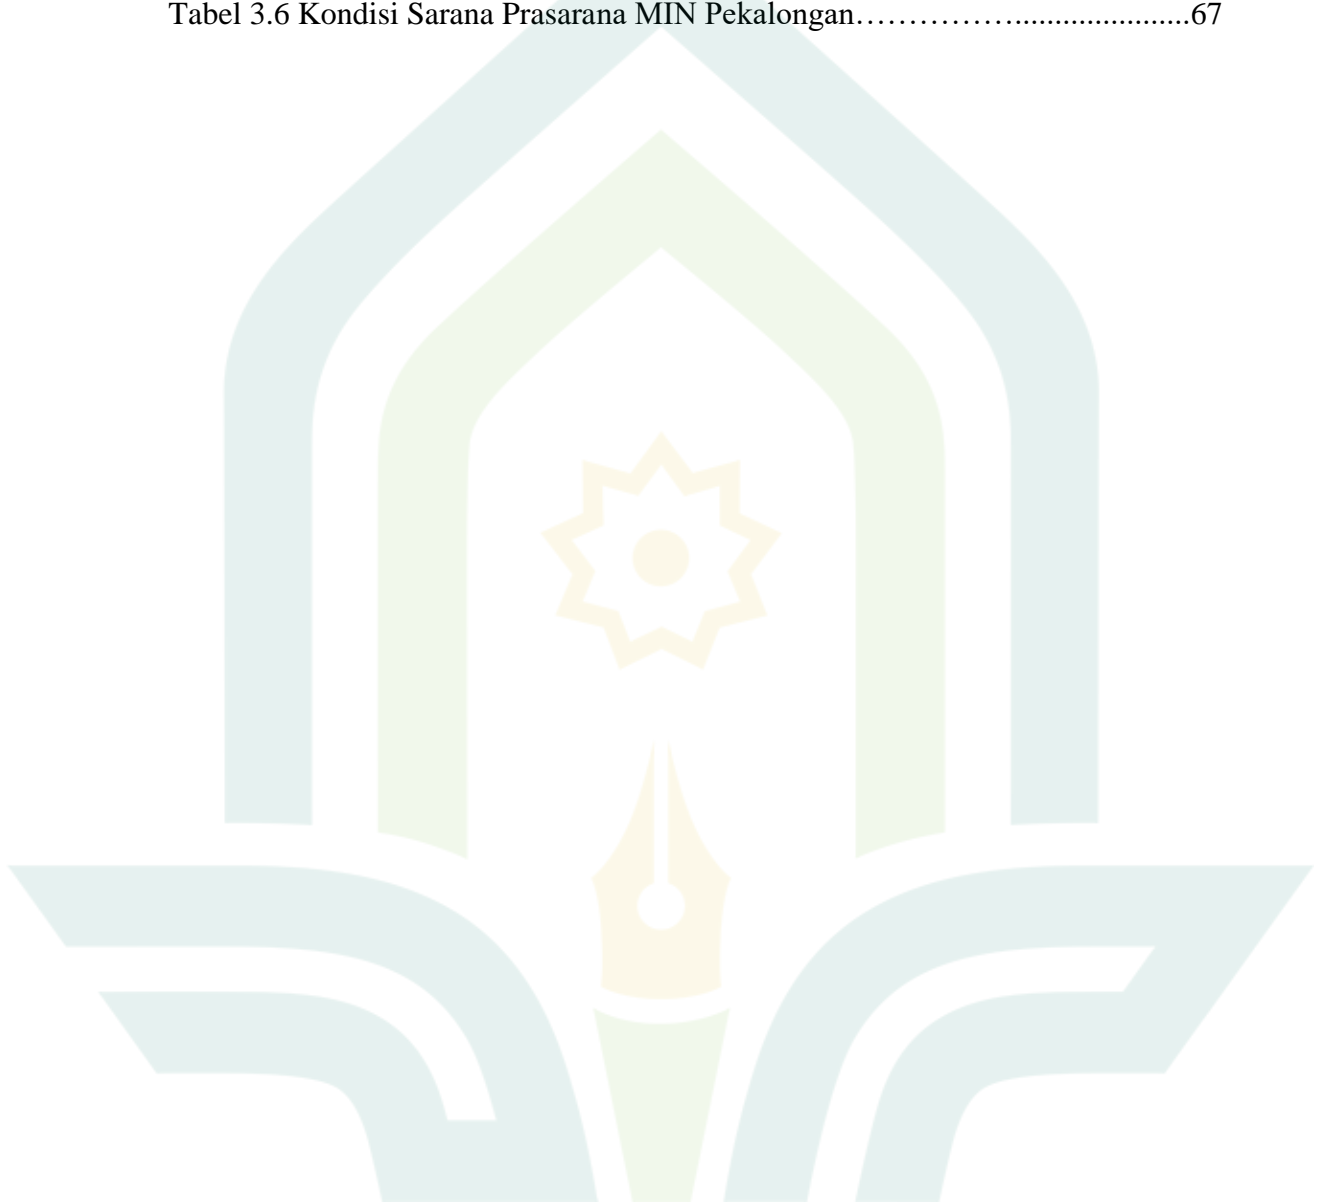 Tabel 3.6 Kondisi Sarana Prasarana MIN Pekalongan……………......................67